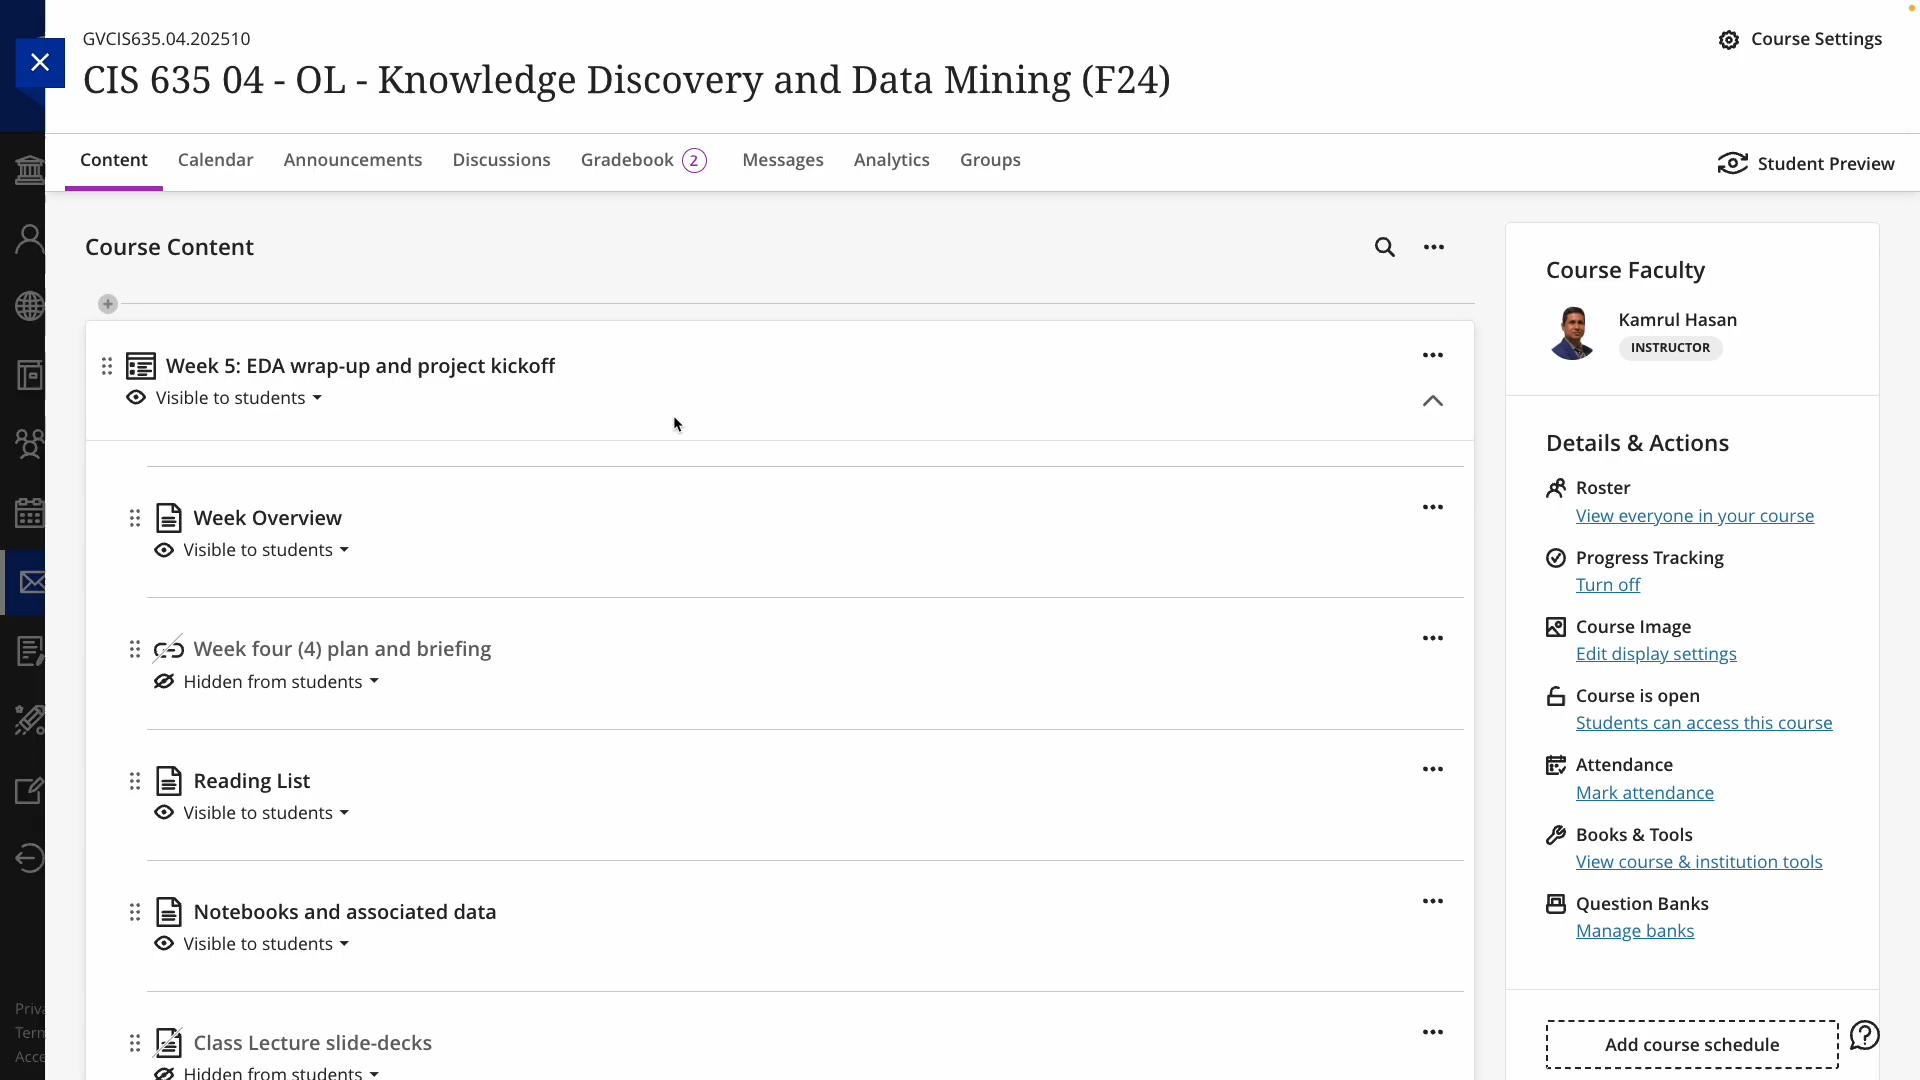 GVCIS635.04.202510
Course Settings
CIS 635 04 - OL - Knowledge Discovery and Data Mining (F24)
Content
Calendar
Announcements
Discussions
Gradebook 2
Messages
Analytics
Groups
Student Preview
Course Content
Week 5: EDA wrap-up and project kickoff
Visible to students
Week Overview
Visible to students
Week four (4) plan and briefing
Hidden from students
Reading List
Visible to students
Notebooks and associated data
Visible to students
Class Lecture slide-decks
Hidden from students
Course Faculty
Kamrul Hasan
INSTRUCTOR
Details & Actions
Roster
View everyone in your course
Progress Tracking
Turn off
Course Image
Edit display settings
Course is open
Students can access this course
Attendance
Mark attendance
Books & Tools
View course & institution tools
Question Banks
Manage banks
Add course schedule
Priva
Term
Acce